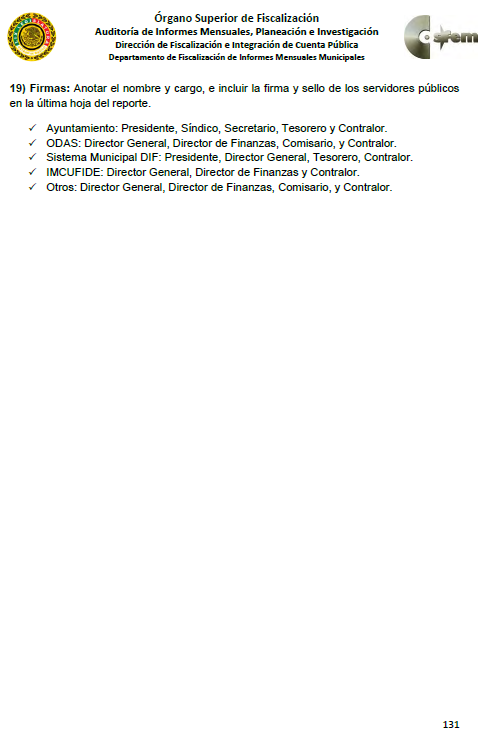 Órgano Superior de Fiscalización
Auditoría de Informes Mensuales, Planeación e Investigación
Dirección de Fiscalización e Integración de Cuenta Pública
Departamento de Fiscalización de Informes Mensuales Municipales
osfem
19) Firmas: Anotar el nombre y cargo, e incluir la firma y sello de los servidores públicos
en la última hoja del reporte.
✓ Ayuntamiento: Presidente, Síndico, Secretario, Tesorero y Contralor.
✓ ODAS: Director General, Director de Finanzas, Comisario, y Contralor.
✓ Sistema Municipal DIF: Presidente, Director General, Tesorero, Contralor.
✓ IMCUFIDE: Director General, Director de Finanzas y Contralor.
✓ Otros: Director General, Director de Finanzas, Comisario, y Contralor.
131